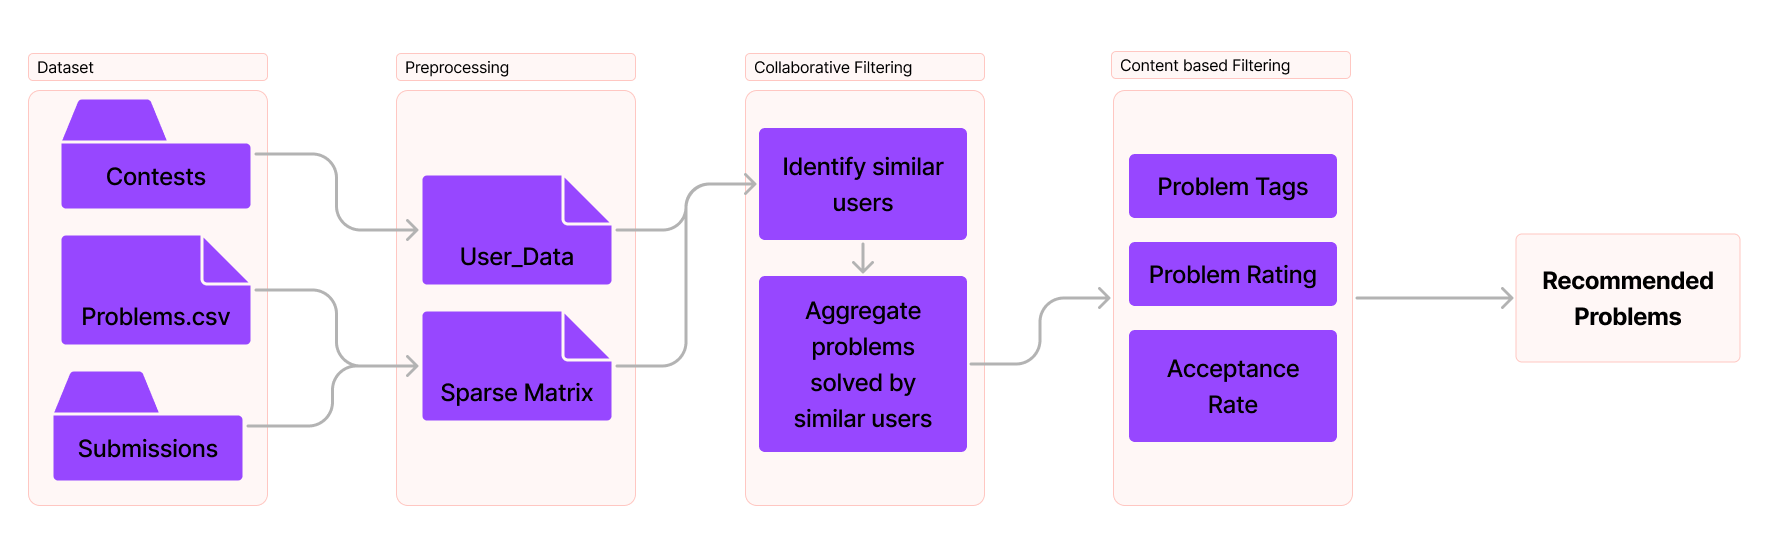 Dataset
Contests
Problems.csv
Submissions
Preprocessing
User_Data
Sparse Matrix
Collaborative Filtering
Identify similar
users
Aggregate
problems
solved by
similar users
Content based Filtering
Problem Tags
Problem Rating
Acceptance
Rate
Recommended
Problems